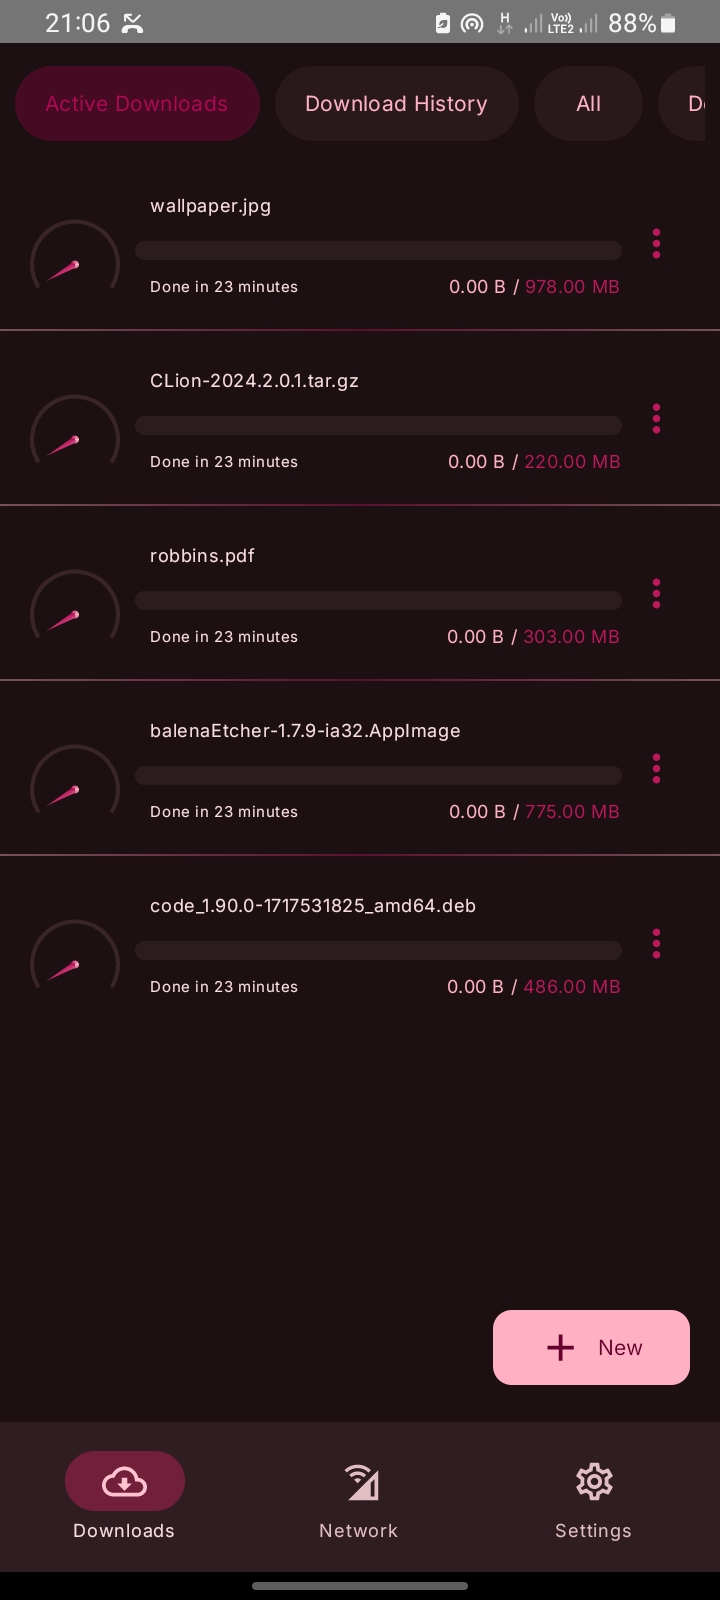 21:06 H Vo)) LTE2 88%
Active Downloads Download History All
wallpaper.jpg
Done in 23 minutes 0.00 B / 978.00 MB
CLion-2024.2.0.1.tar.gz
Done in 23 minutes 0.00 B / 220.00 MB
robbins.pdf
Done in 23 minutes 0.00 B / 303.00 MB
balenaEtcher-1.7.9-ia32.AppImage
Done in 23 minutes 0.00 B / 775.00 MB
code_1.90.0-1717531825_amd64.deb
Done in 23 minutes 0.00 B / 486.00 MB
New
Downloads Network Settings